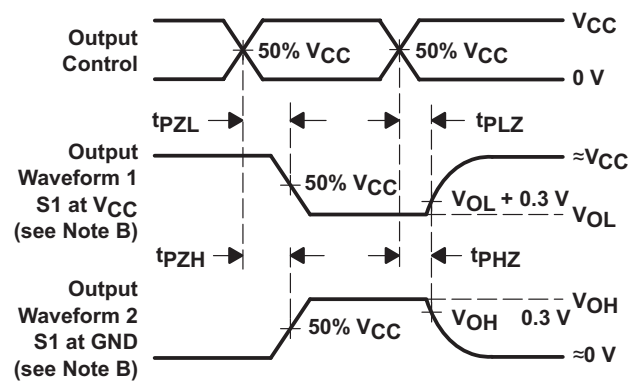 Output
Control
50% VCC
50% VCC
VCC
0 V
tPZL
tPLZ
Output
Waveform 1
S1 at VCC
(see Note B)
50% VCC
≈VCC
VOL + 0.3 V
VOL
tPZH
tPHZ
Output
Waveform 2
S1 at GND
(see Note B)
50% VCC
VOH 0.3 V
VOH
≈0 V